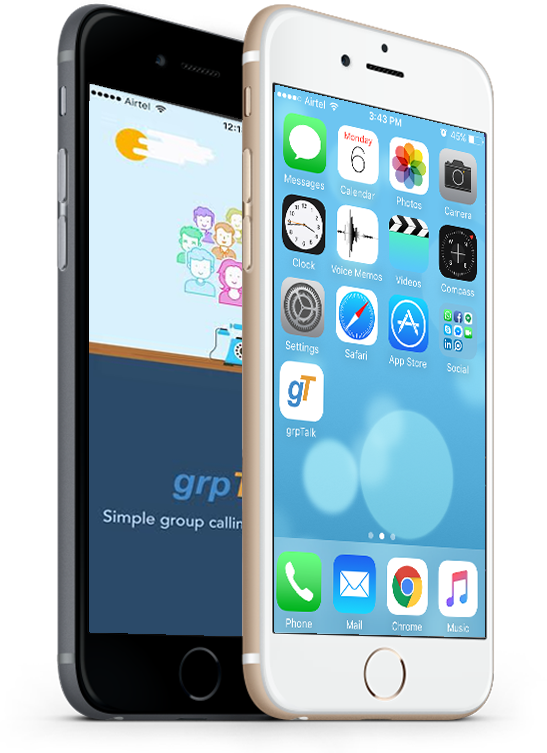 Airtel
12:1
grpT
Simple group callin
Airtel 3:43 PM 45%
Monday
6
Messages Calendar Photos Camera
Clock Voice Memos Videos Compass
Settings Safari App Store Social
gT
grpTalk
Phone Mail Chrome Music